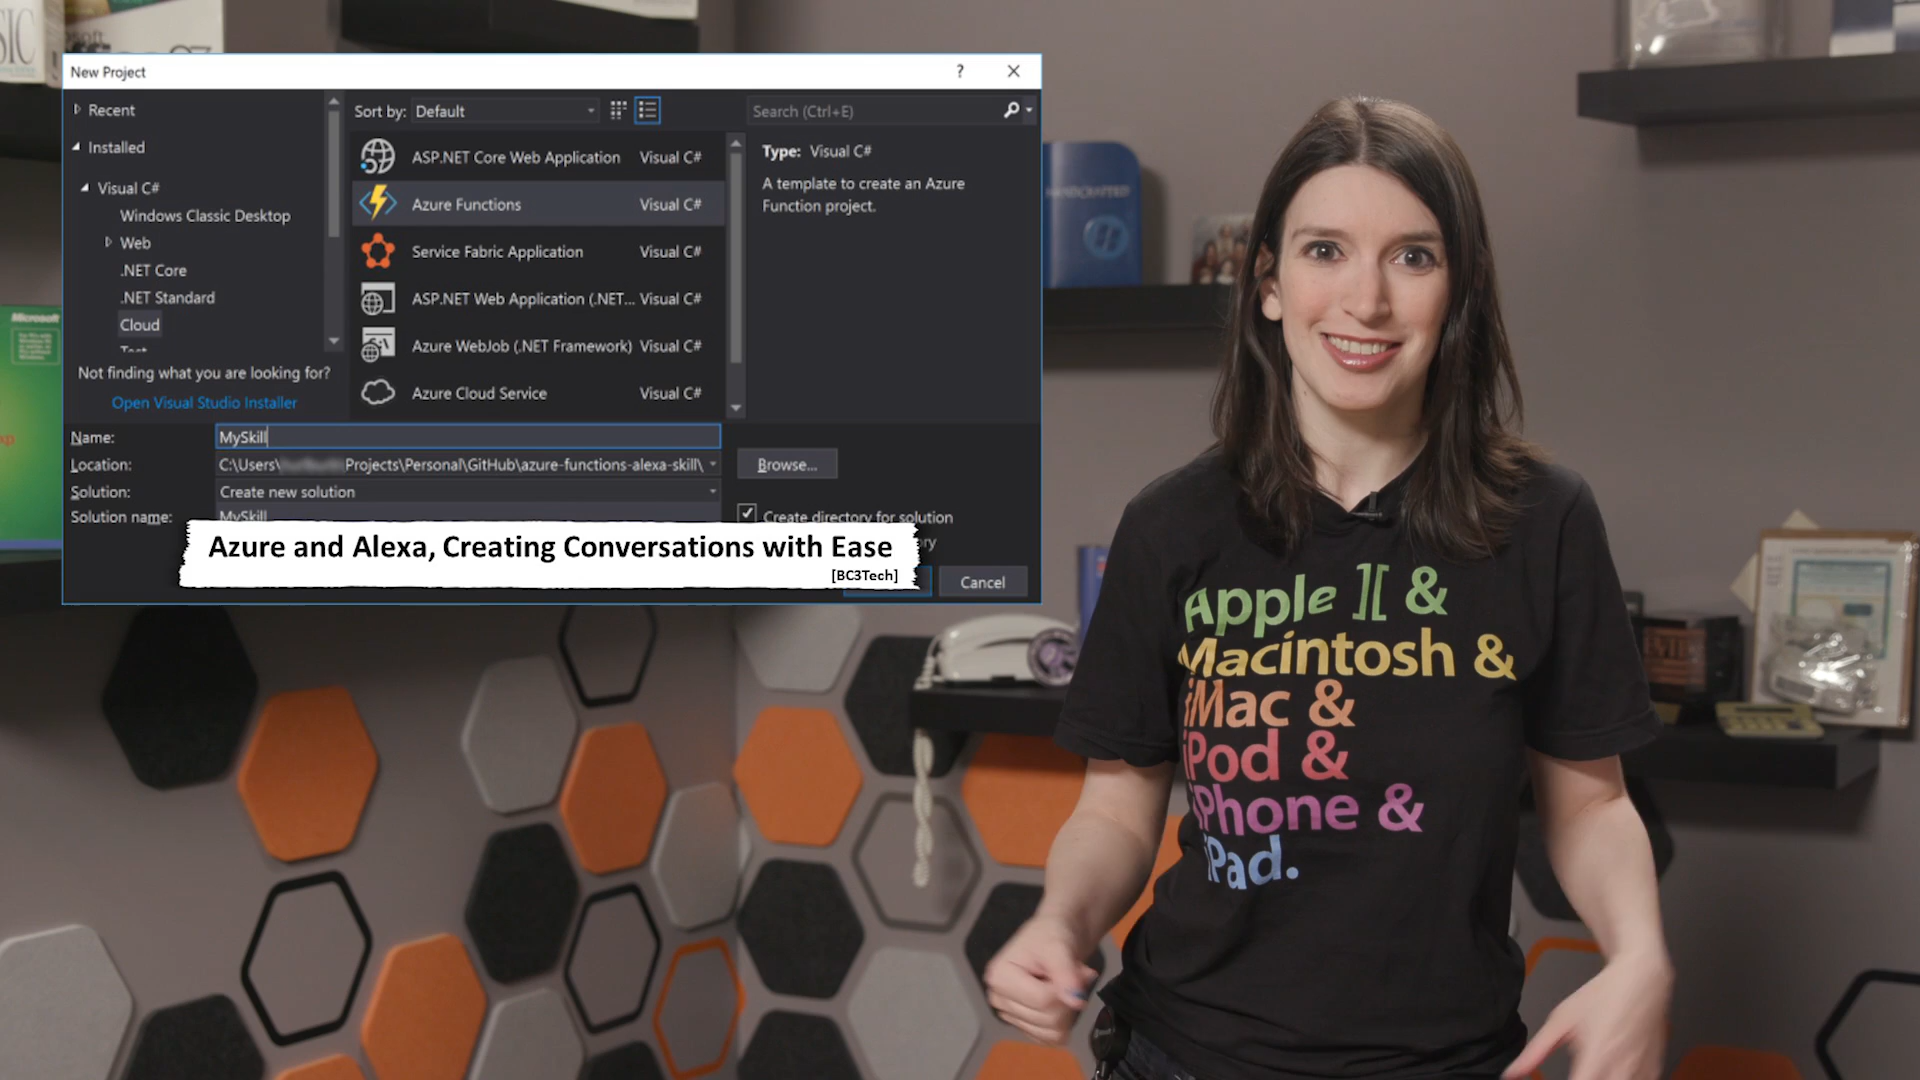 New Project
?
Recent
Installed
Visual C#
Windows Classic Desktop
Web
.NET Core
.NET Standard
Cloud
Not finding what you are looking for?
Open Visual Studio Installer
Sort by: Default
Search (Ctrl+E)
ASP.NET Core Web Application Visual C#
Azure Functions Visual C#
Service Fabric Application Visual C#
ASP.NET Web Application (.NET... Visual C#
Azure WebJob (.NET Framework) Visual C#
Azure Cloud Service Visual C#
Type: Visual C#
A template to create an Azure
Function project.
Name: MySkill
Location: C:\Users\ Projects\Personal\GitHub\azure-functions-alexa-skill\
Browse...
Solution: Create new solution
Solution name: MySkill
Create directory for solution
Cancel
Azure and Alexa, Creating Conversations with Ease
[BC3Tech]
Microsoft
HANDCRAFTED
Apple ][ &
Macintosh &
iMac &
iPod &
iPhone &
iPad.